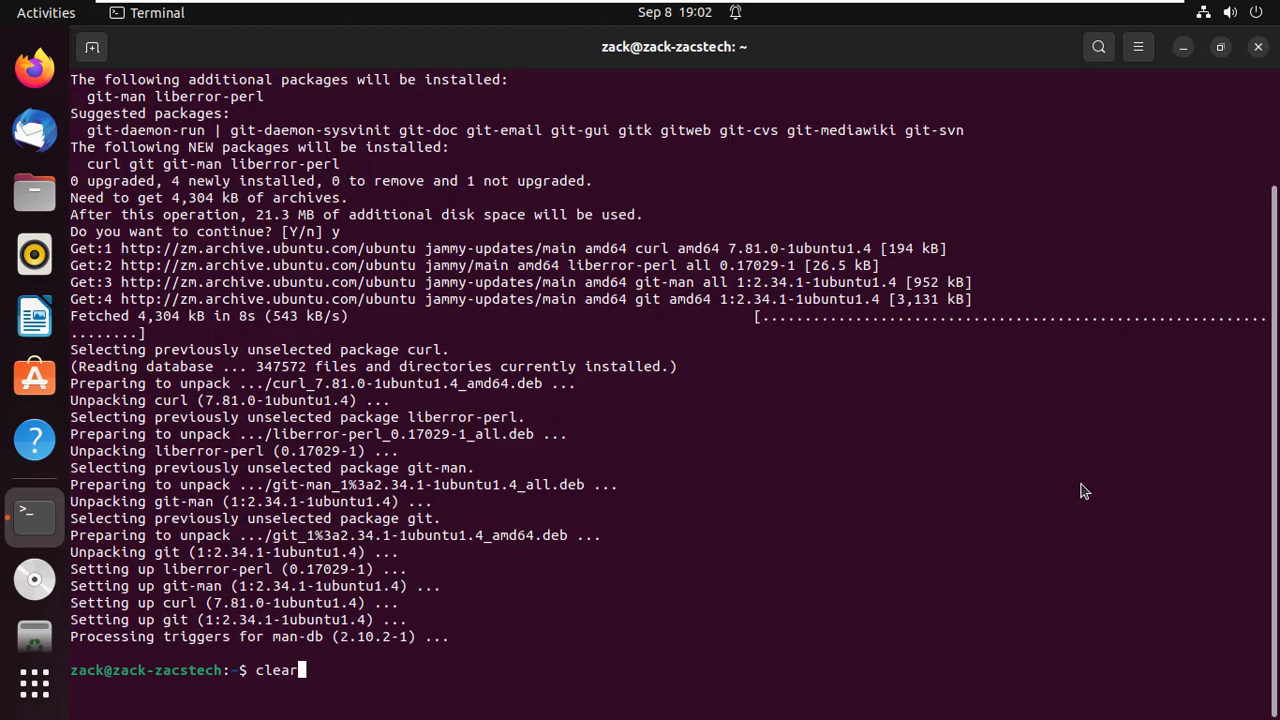 Activities Terminal Sep 8 19:02
zack@zack-zacstech: ~
The following additional packages will be installed:
git-man liberror-perl
Suggested packages:
git-daemon-run | git-daemon-sysvinit git-doc git-email git-gui gitk gitweb git-cvs git-mediawiki git-svn
The following NEW packages will be installed:
curl git git-man liberror-perl
0 upgraded, 4 newly installed, 0 to remove and 1 not upgraded.
Need to get 4,304 kB of archives.
After this operation, 21.3 MB of additional disk space will be used.
Do you want to continue? [Y/n] y
Get:1 http://zm.archive.ubuntu.com/ubuntu jammy-updates/main amd64 curl amd64 7.81.0-1ubuntu1.4 [194 kB]
Get:2 http://zm.archive.ubuntu.com/ubuntu jammy/main amd64 liberror-perl all 0.17029-1 [26.5 kB]
Get:3 http://zm.archive.ubuntu.com/ubuntu jammy-updates/main amd64 git-man all 1:2.34.1-1ubuntu1.4 [952 kB]
Get:4 http://zm.archive.ubuntu.com/ubuntu jammy-updates/main amd64 git amd64 1:2.34.1-1ubuntu1.4 [3,131 kB]
Fetched 4,304 kB in 8s (543 kB/s) [............................................................
........]
Selecting previously unselected package curl.
(Reading database ... 347572 files and directories currently installed.)
Preparing to unpack .../curl_7.81.0-1ubuntu1.4_amd64.deb ...
Unpacking curl (7.81.0-1ubuntu1.4) ...
Selecting previously unselected package liberror-perl.
Preparing to unpack .../liberror-perl_0.17029-1_all.deb ...
Unpacking liberror-perl (0.17029-1) ...
Selecting previously unselected package git-man.
Preparing to unpack .../git-man_1%3a2.34.1-1ubuntu1.4_all.deb ...
Unpacking git-man (1:2.34.1-1ubuntu1.4) ...
Selecting previously unselected package git.
Preparing to unpack .../git_1%3a2.34.1-1ubuntu1.4_amd64.deb ...
Unpacking git (1:2.34.1-1ubuntu1.4) ...
Setting up liberror-perl (0.17029-1) ...
Setting up git-man (1:2.34.1-1ubuntu1.4) ...
Setting up curl (7.81.0-1ubuntu1.4) ...
Setting up git (1:2.34.1-1ubuntu1.4) ...
Processing triggers for man-db (2.10.2-1) ...
zack@zack-zacstech:~$ clear